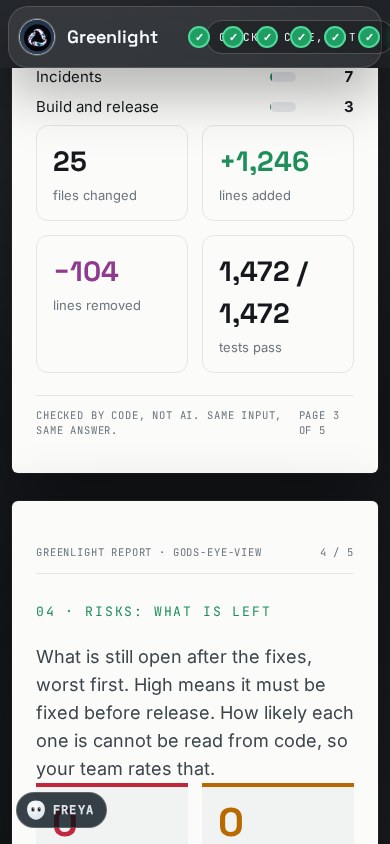 Greenlight
Incidents 7
Build and release 3
25
files changed
+1,246
lines added
−104
lines removed
1,472 /
1,472
tests pass
CHECKED BY CODE, NOT AI. SAME INPUT,
SAME ANSWER.
PAGE 3
OF 5
GREENLIGHT REPORT · GODS-EYE-VIEW 4 / 5
04 · RISKS: WHAT IS LEFT
What is still open after the fixes,
worst first. High means it must be
fixed before release. How likely each
one is cannot be read from code, so
your team rates that.
0
0
FREYA